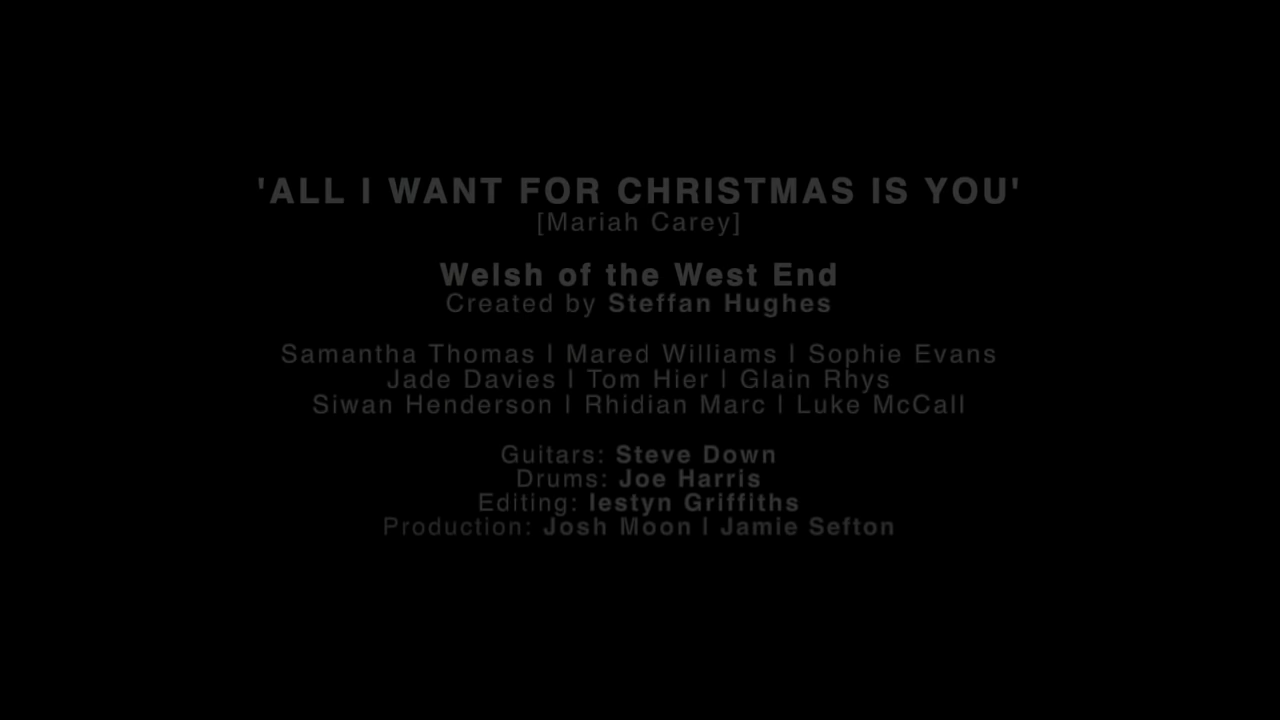 'ALL I WANT FOR CHRISTMAS IS YOU'
[Mariah Carey]
Welsh of the West End
Created by Steffan Hughes
Samantha Thomas | Mared Williams | Sophie Evans
Jade Davies | Tom Hier | Glain Rhys
Siwan Henderson | Rhidian Marc | Luke McCall
Guitars: Steve Down
Drums: Joe Harris
Editing: Iestyn Griffiths
Production: Josh Moon | Jamie Sefton